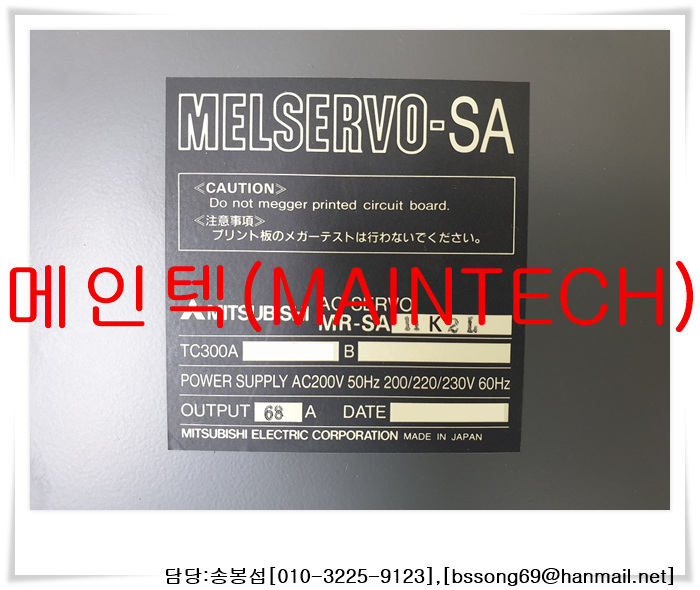 MELSERVO-SA
≪CAUTION≫
Do not megger printed circuit board.
≪注意事項≫
プリント板のメガーテストは行わないでください。
메인텍(MAINTECH)
AC SERVO
MITSUBISHI MR-SA 11K2L
TC300A B
POWER SUPPLY AC200V 50Hz 200/220/230V 60Hz
OUTPUT 68 A DATE
MITSUBISHI ELECTRIC CORPORATION MADE IN JAPAN
담당:송봉섭[010-3225-9123],[bssong69@hanmail.net]